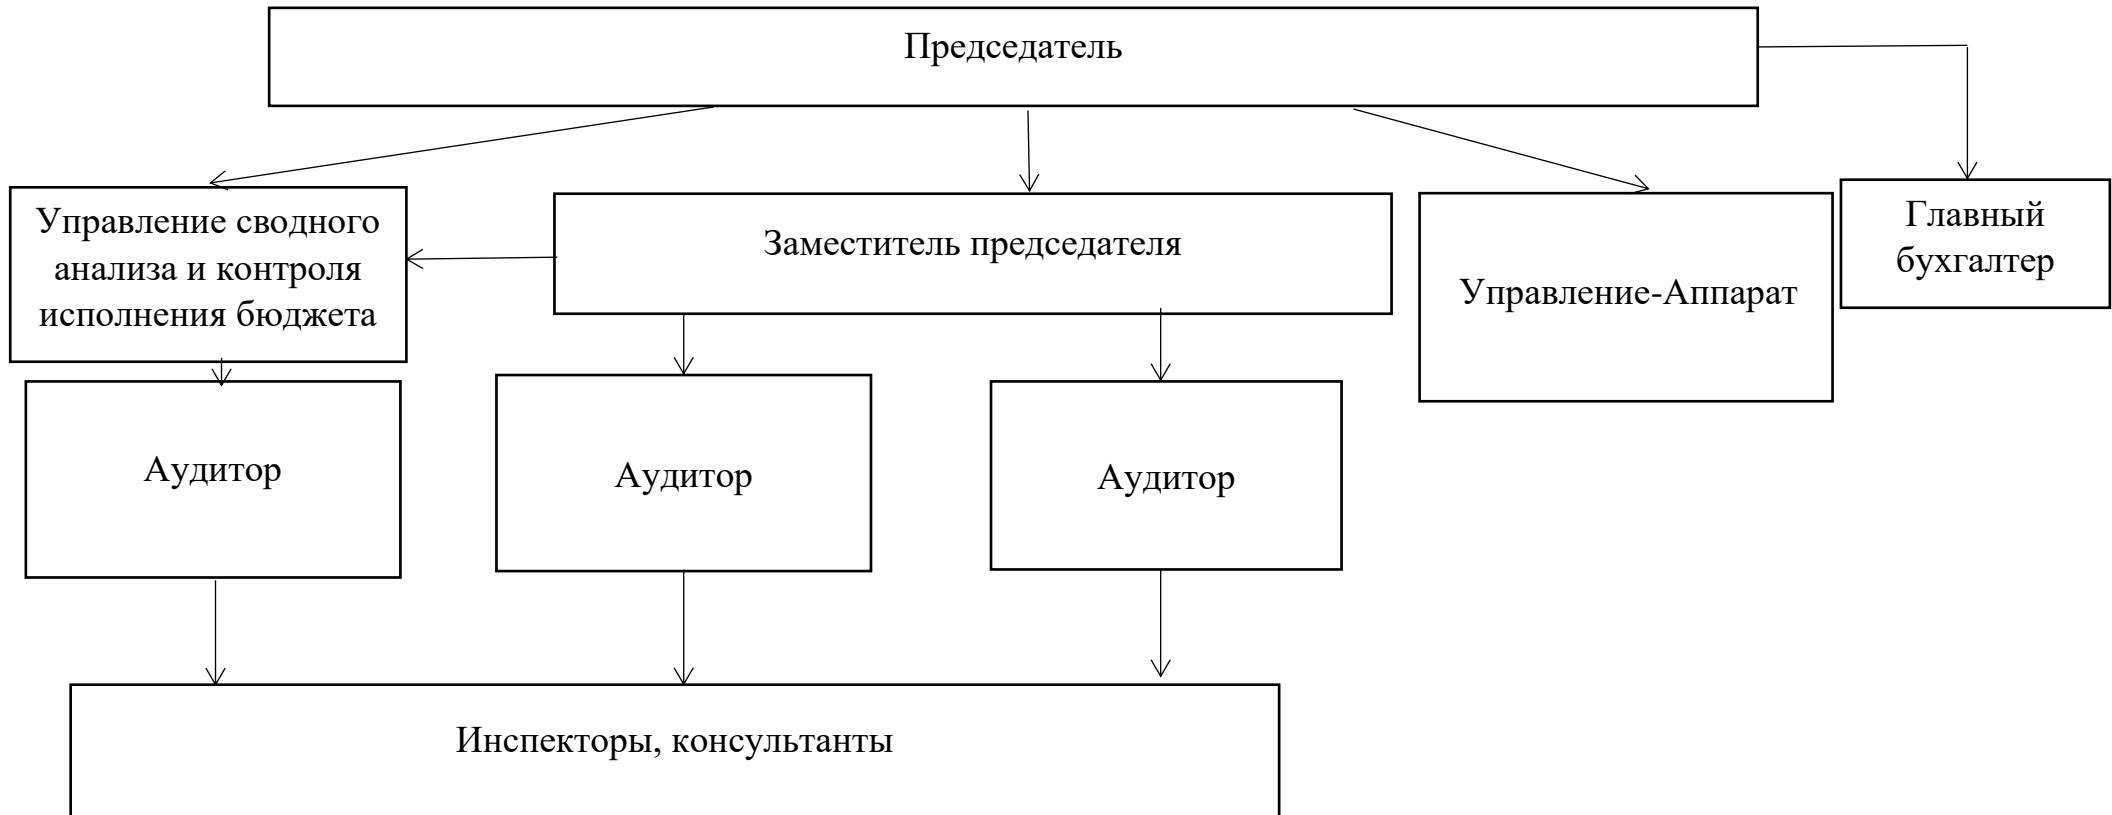 Председатель
Управление сводного
анализа и контроля
исполнения бюджета
Заместитель председателя
Управление-Аппарат
Главный
бухгалтер
Аудитор
Аудитор
Аудитор
Инспекторы, консультанты